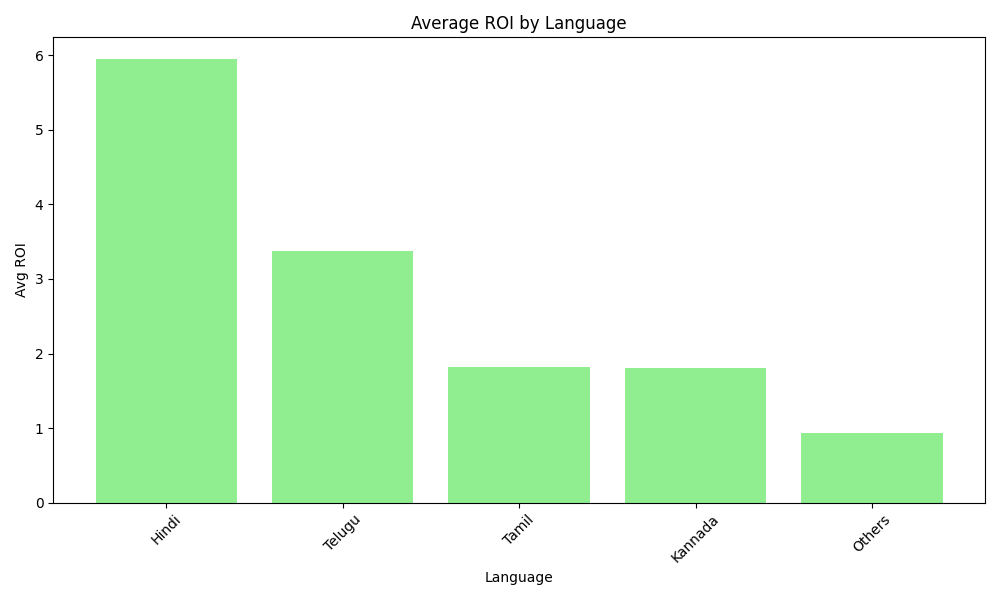 Average ROI by Language
6
5
4
3
2
1
0
Avg ROI
Hindi
Telugu
Tamil
Kannada
Others
Language